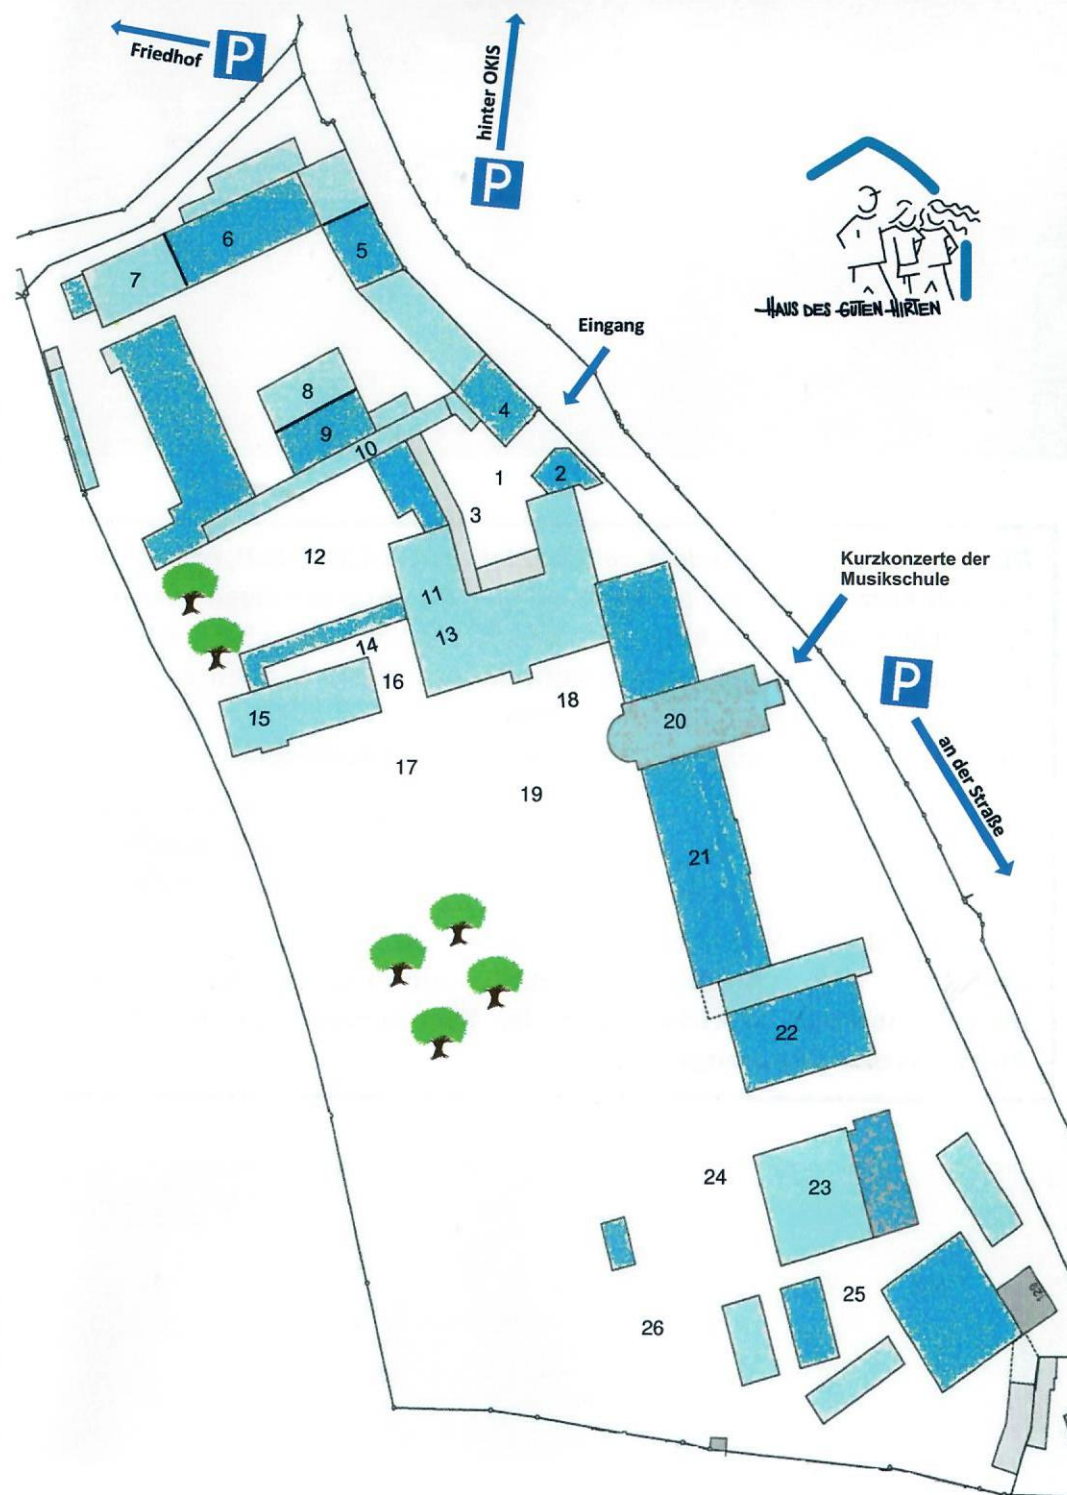 P
Friedhof
hinter OKIS
P
HAUS DES GUTEN HIRTEN
Eingang
6
5
7
8
4
9
10
2
1
3
12
Kurzkonzerte der
Musikschule
11
13
14
16
15
18
20
P
an der Straße
17
19
21
22
24
23
25
26
129